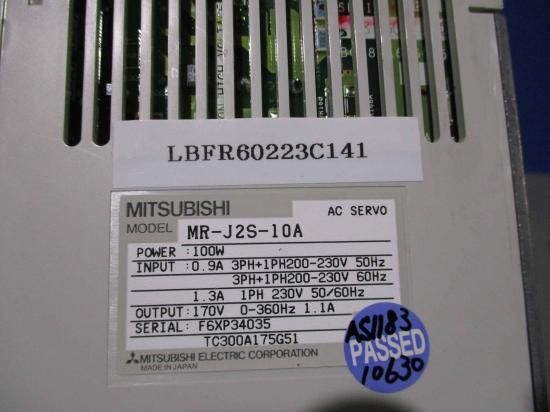 LBFR60223C141
MITSUBISHI AC SERVO
MODEL MR-J2S-10A
POWER :100W
INPUT :0.9A 3PH+1PH200-230V 50Hz
3PH+1PH200-230V 60Hz
1.3A 1PH 230V 50/60Hz
OUTPUT:170V 0-360Hz 1.1A
SERIAL: F6XP34035
TC300A175G51
MITSUBISHI ELECTRIC CORPORATION
MADE IN JAPAN
AS1183
PASSED
10630